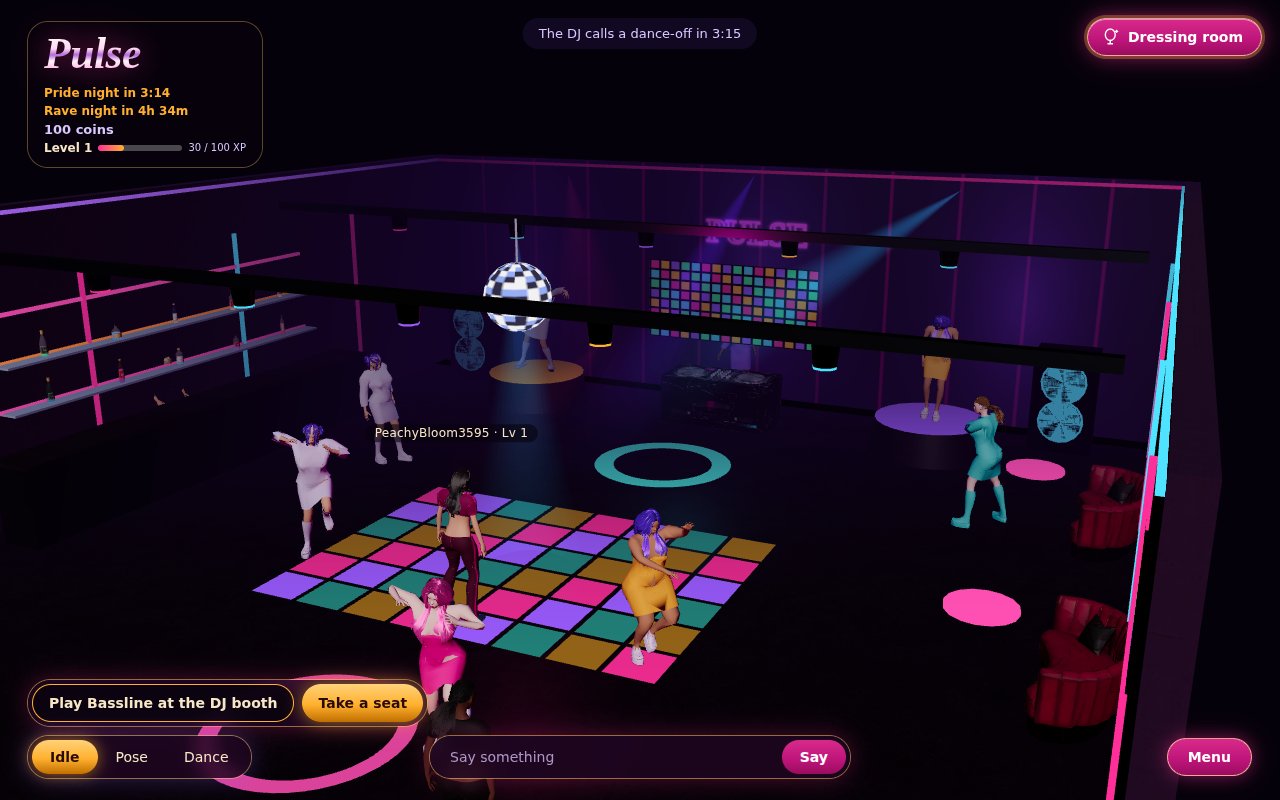 Pulse
Pride night in 3:14
Rave night in 4h 34m
100 coins
Level 1 30 / 100 XP
The DJ calls a dance-off in 3:15
Dressing room
PULSE
PeachyBloom3595 · Lv 1
Play Bassline at the DJ booth
Take a seat
Idle Pose Dance
Say something
Say
Menu